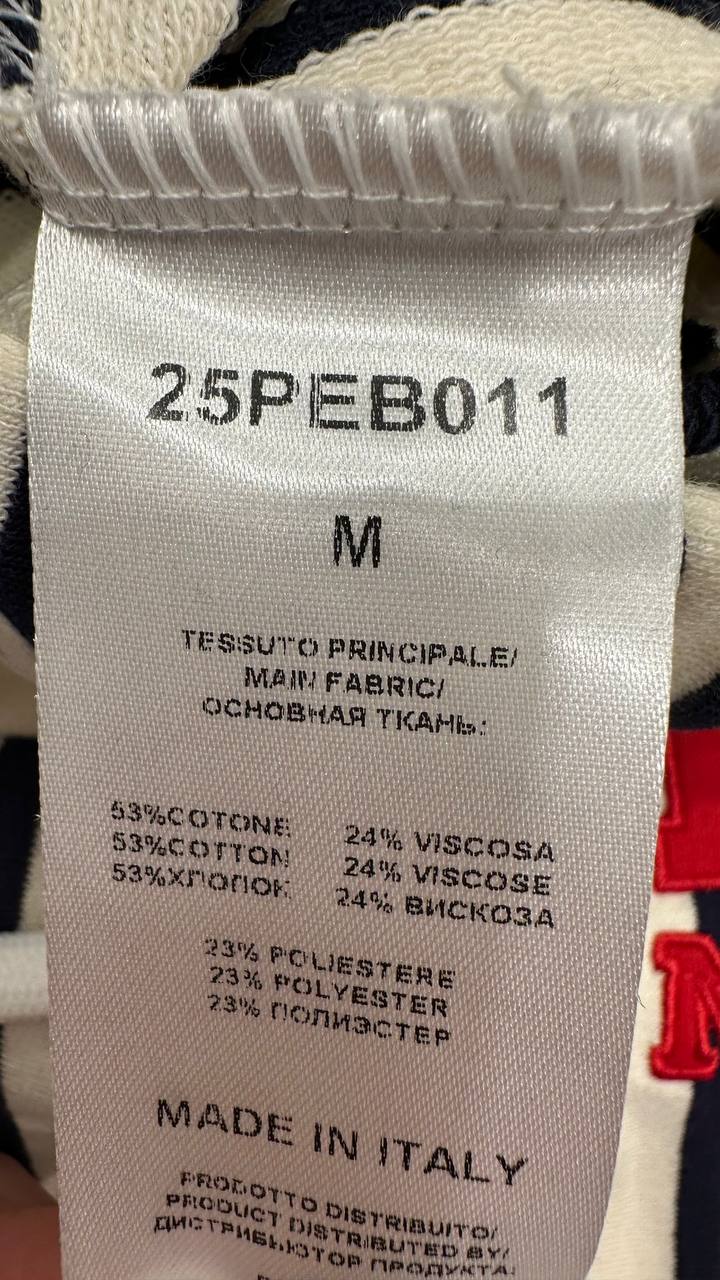 25PEB011
M
TESSUTO PRINCIPALE/
MAIN FABRIC/
ОСНОВНАЯ ТКАНЬ:
53%COTONE
53%COTTON
53%ХЛОПОК
24% VISCOSA
24% VISCOSE
24% ВИСКОЗА
23% POLIESTERE
23% POLYESTER
23% ПОЛИЭСТЕР
MADE IN ITALY
PRODOTTO DISTRIBUITO/
PRODUCT DISTRIBUTED BY/
ДИСТРИБЬЮТОР ПРОДУКТА: